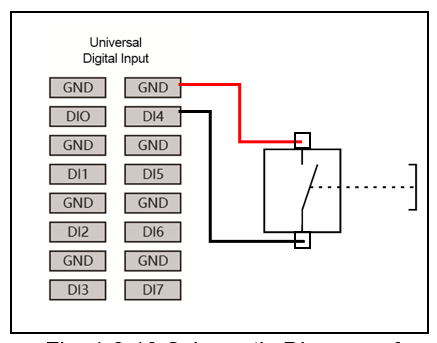 Universal
Digital Input
GND GND
DIO DI4
GND GND
DI1 DI5
GND GND
DI2 DI6
GND GND
DI3 DI7